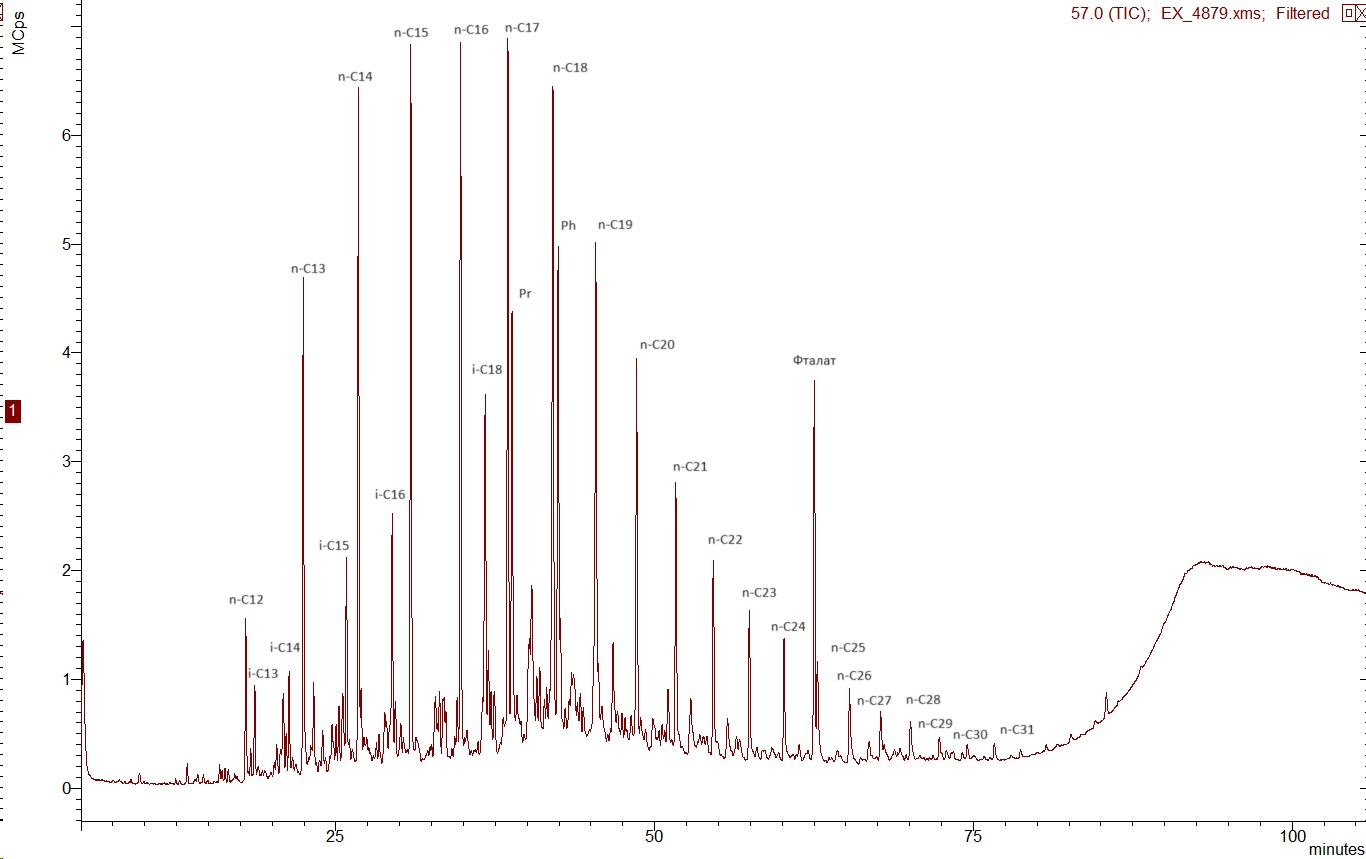 57.0 (TIC); EX_4879.xms; Filtered
MCps
n-C15
n-C16
n-C17
n-C14
n-C18
6
Ph
n-C19
5
n-C13
Pr
4
n-C20
Фталат
i-C18
1
3
n-C21
i-C16
i-C15
n-C22
2
n-C12
n-C23
n-C24
i-C14
n-C25
i-C13
n-C26
1
n-C27
n-C28
n-C29
n-C30
n-C31
0
25
50
75
100
minutes